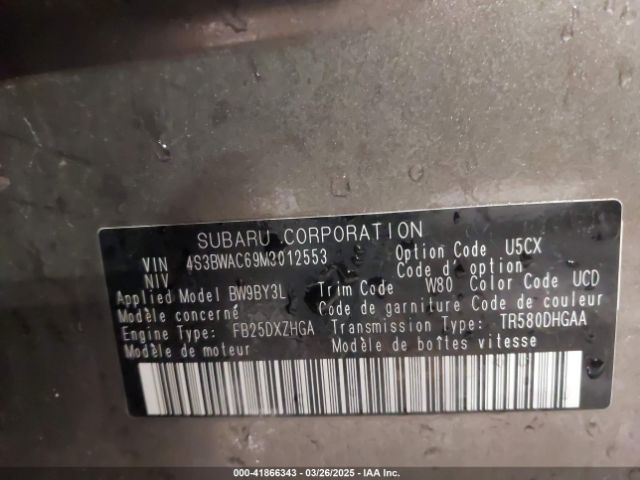 SUBARU CORPORATION
VIN 4S3BWAC69M3012553 Option Code U5CX
NIV Code d'option
Applied Model BW9BY3L Trim Code W80 Color Code UCD
Modèle concerné Code de garniture Code de couleur
Engine Type: FB25DXZHGA Transmission Type: TR580DHGAA
Modèle de moteur Modèle de boîtes vitesse
000-41866343 | 03/26/2025 - IAA Inc.